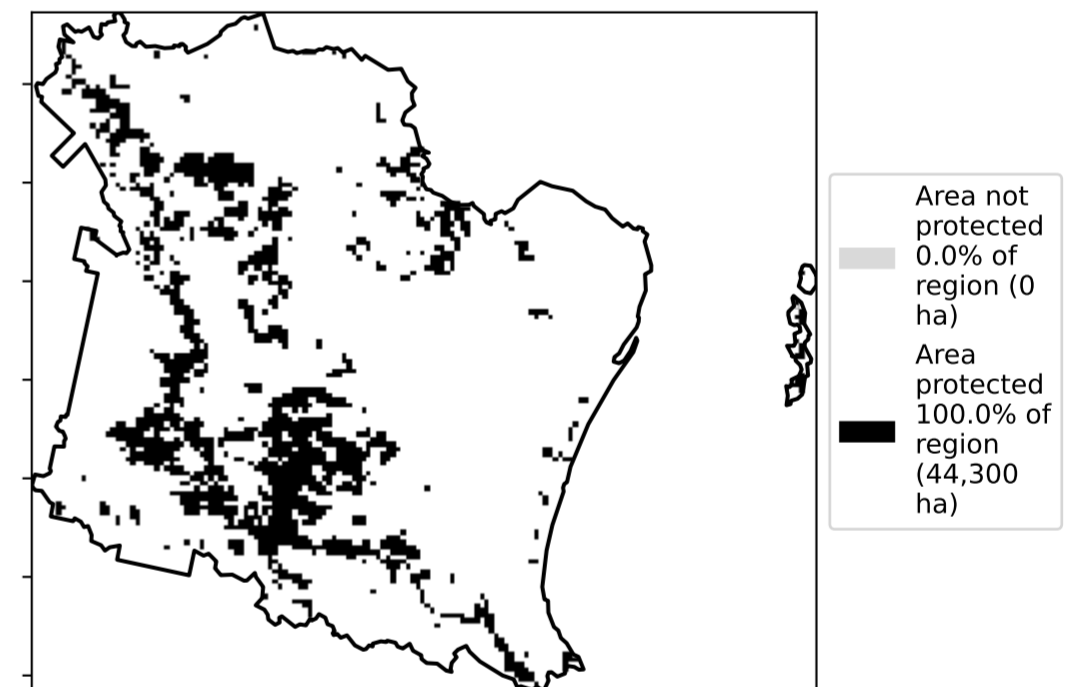 Area not
protected
0.0% of
region (0
ha)
Area
protected
100.0% of
region
(44,300
ha)